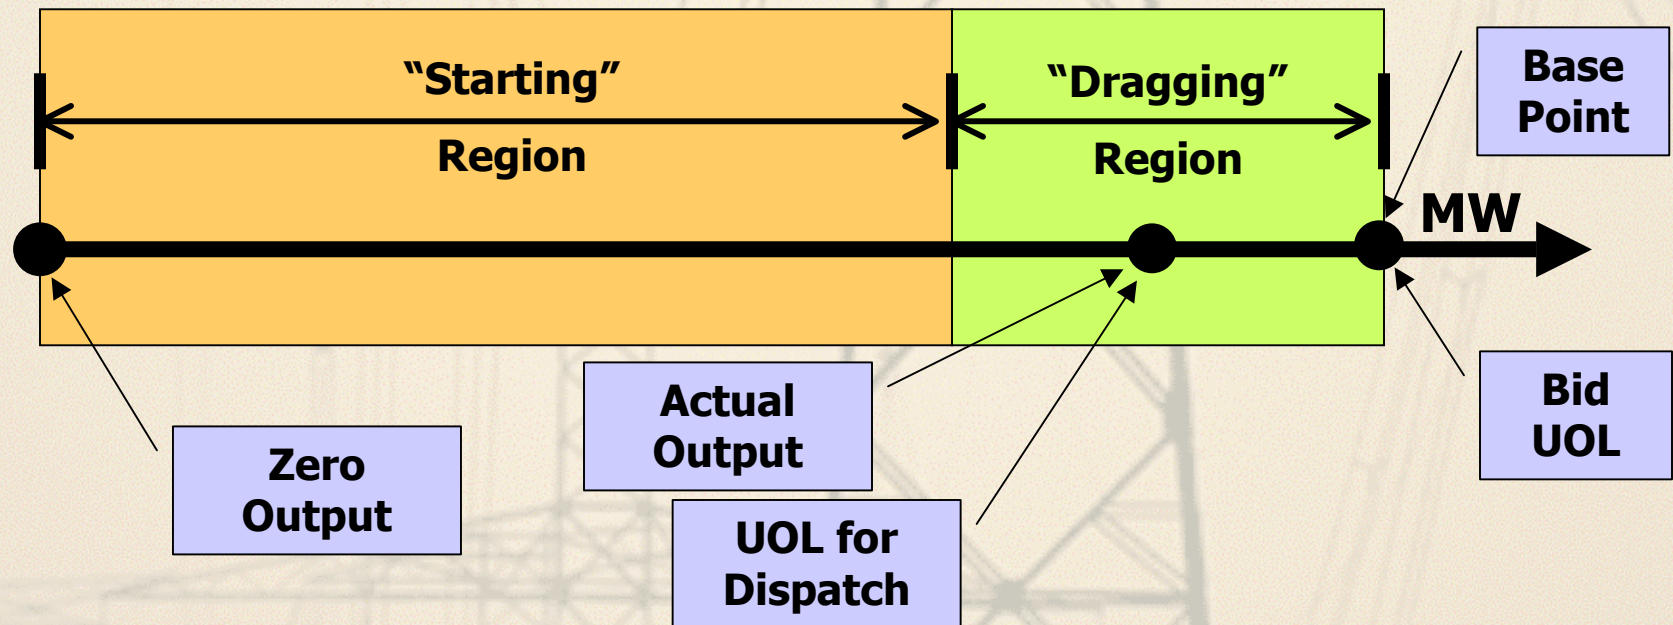 “Starting”
Region
“Dragging”
Region
Base
Point
MW
Zero
Output
Actual
Output
UOL for
Dispatch
Bid
UOL